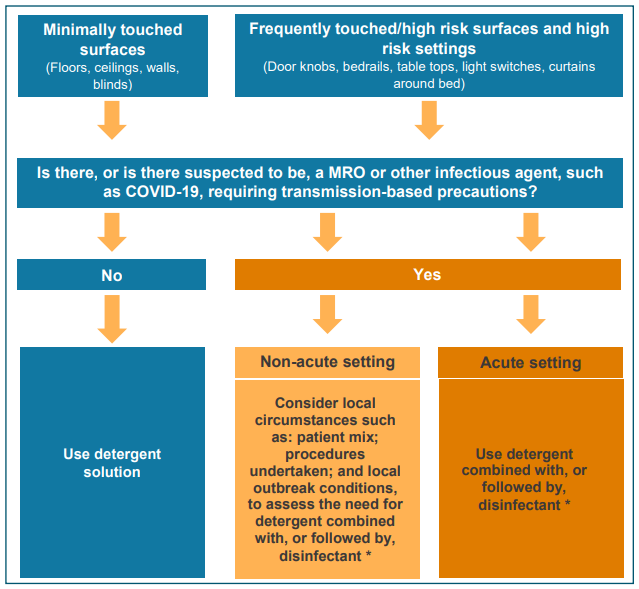 Minimally touched
surfaces
(Floors, ceilings, walls,
blinds)
Frequently touched/high risk surfaces and high
risk settings
(Door knobs, bedrails, table tops, light switches, curtains
around bed)
Is there, or is there suspected to be, a MRO or other infectious agent, such
as COVID-19, requiring transmission-based precautions?
No
Yes
Use detergent
solution
Non-acute setting
Consider local
circumstances such
as: patient mix;
procedures
undertaken; and local
outbreak conditions,
to assess the need for
detergent combined
with, or followed by,
disinfectant *
Acute setting
Use detergent
combined with, or
followed by,
disinfectant *